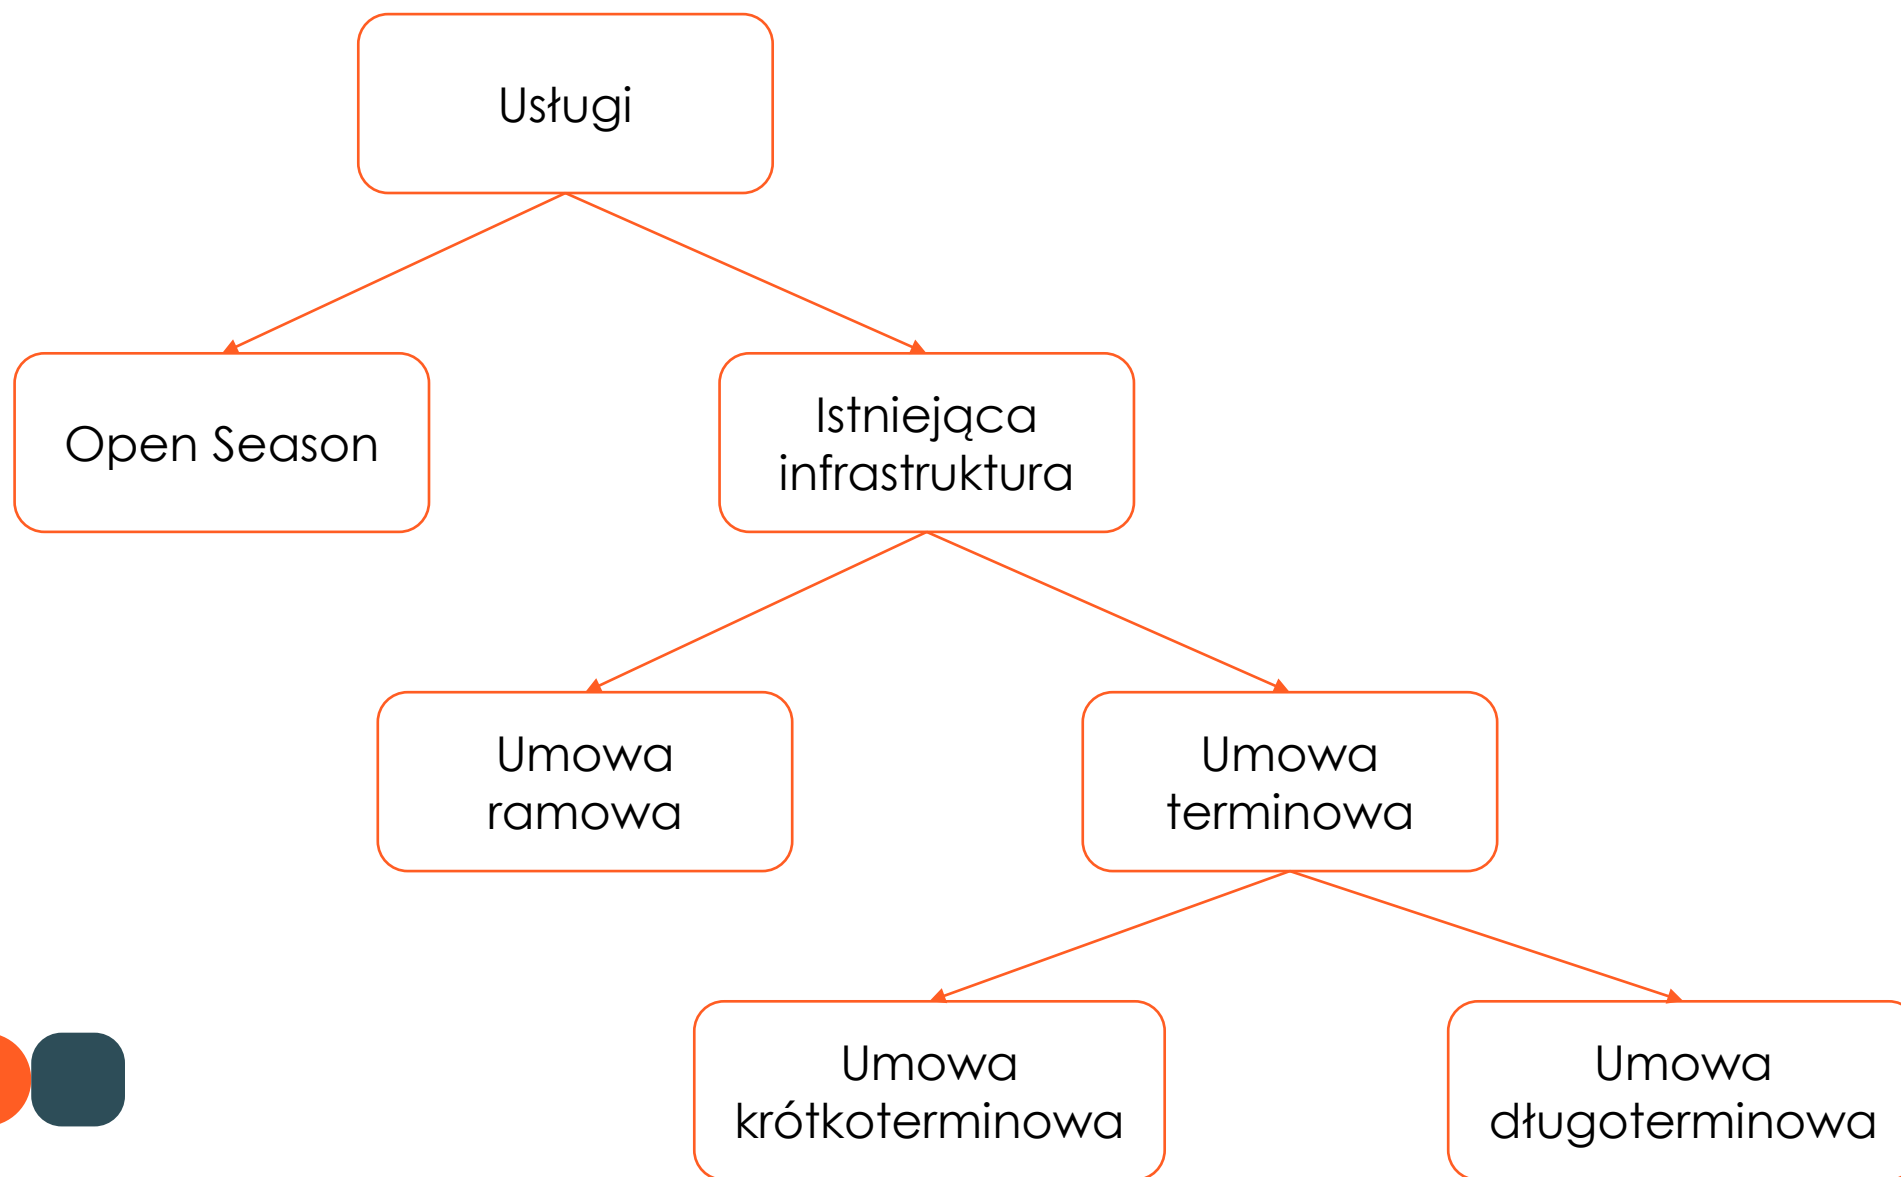 Usługi
Open Season
Istniejąca
infrastruktura
Umowa
ramowa
Umowa
terminowa
Umowa
krótkoterminowa
Umowa
długoterminowa